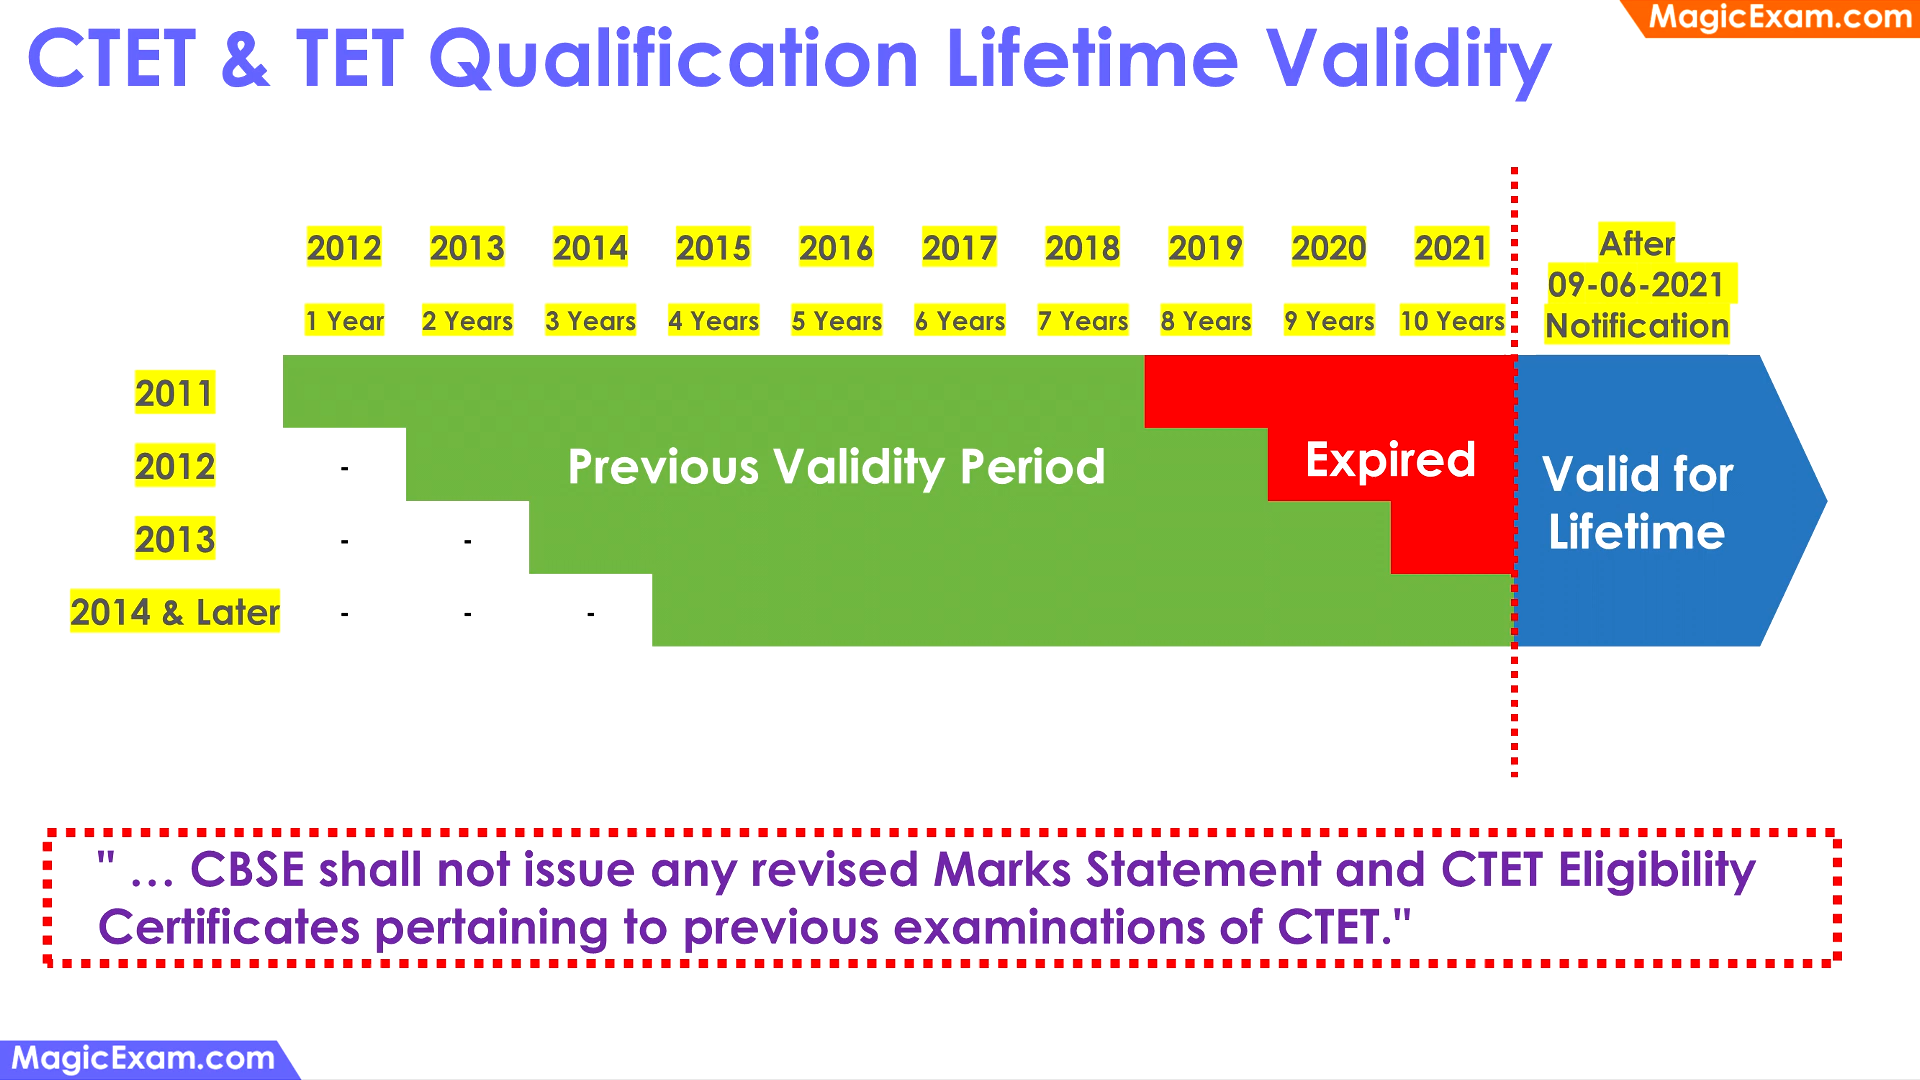 MagicExam.com
CTET & TET Qualification Lifetime Validity
2012 2013 2014 2015 2016 2017 2018 2019 2020 2021
After
09-06-2021
Notification
1 Year 2 Years 3 Years 4 Years 5 Years 6 Years 7 Years 8 Years 9 Years 10 Years
2011
2012 -
2013 - -
2014 & Later - - -
Previous Validity Period
Expired
Valid for
Lifetime
" ... CBSE shall not issue any revised Marks Statement and CTET Eligibility
Certificates pertaining to previous examinations of CTET."
MagicExam.com